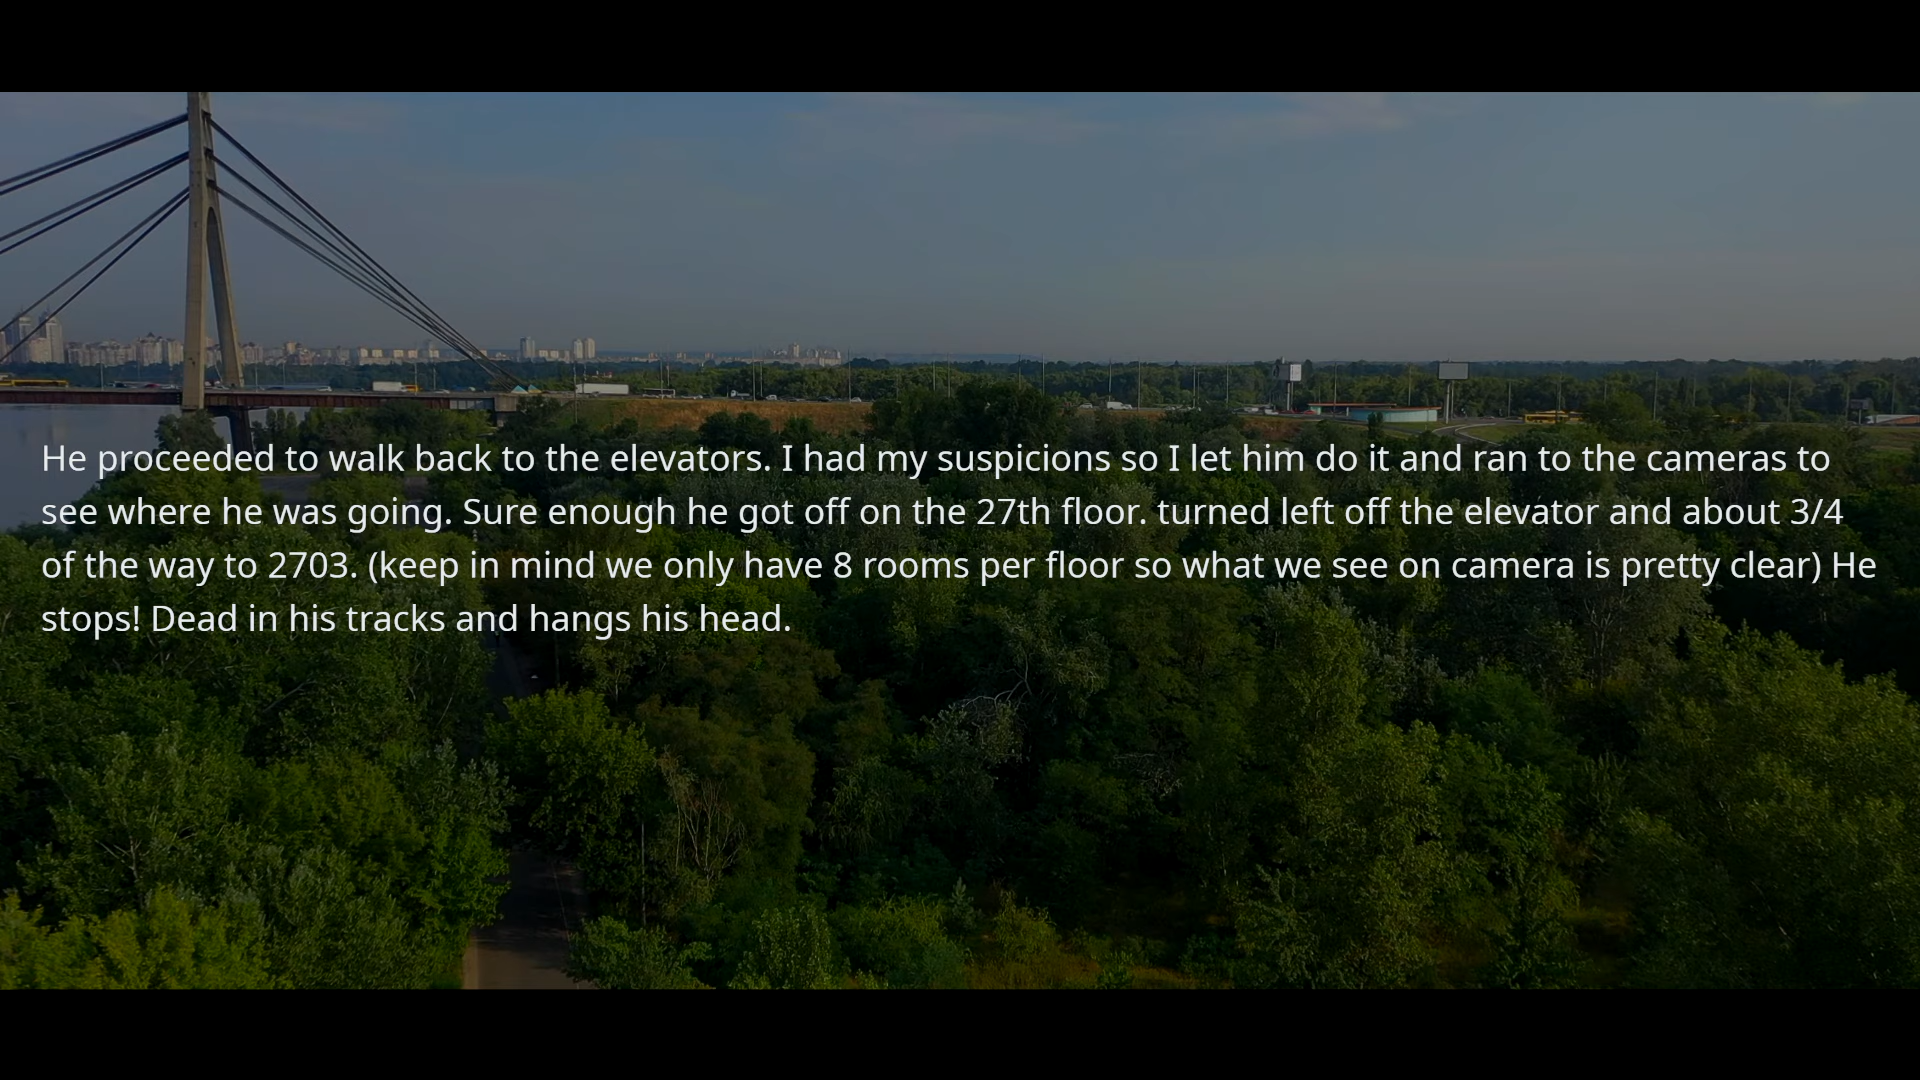 He proceeded to walk back to the elevators. I had my suspicions so I let him do it and ran to the cameras to
see where he was going. Sure enough he got off on the 27th floor. turned left off the elevator and about 3/4
of the way to 2703. (keep in mind we only have 8 rooms per floor so what we see on camera is pretty clear) He
stops! Dead in his tracks and hangs his head.